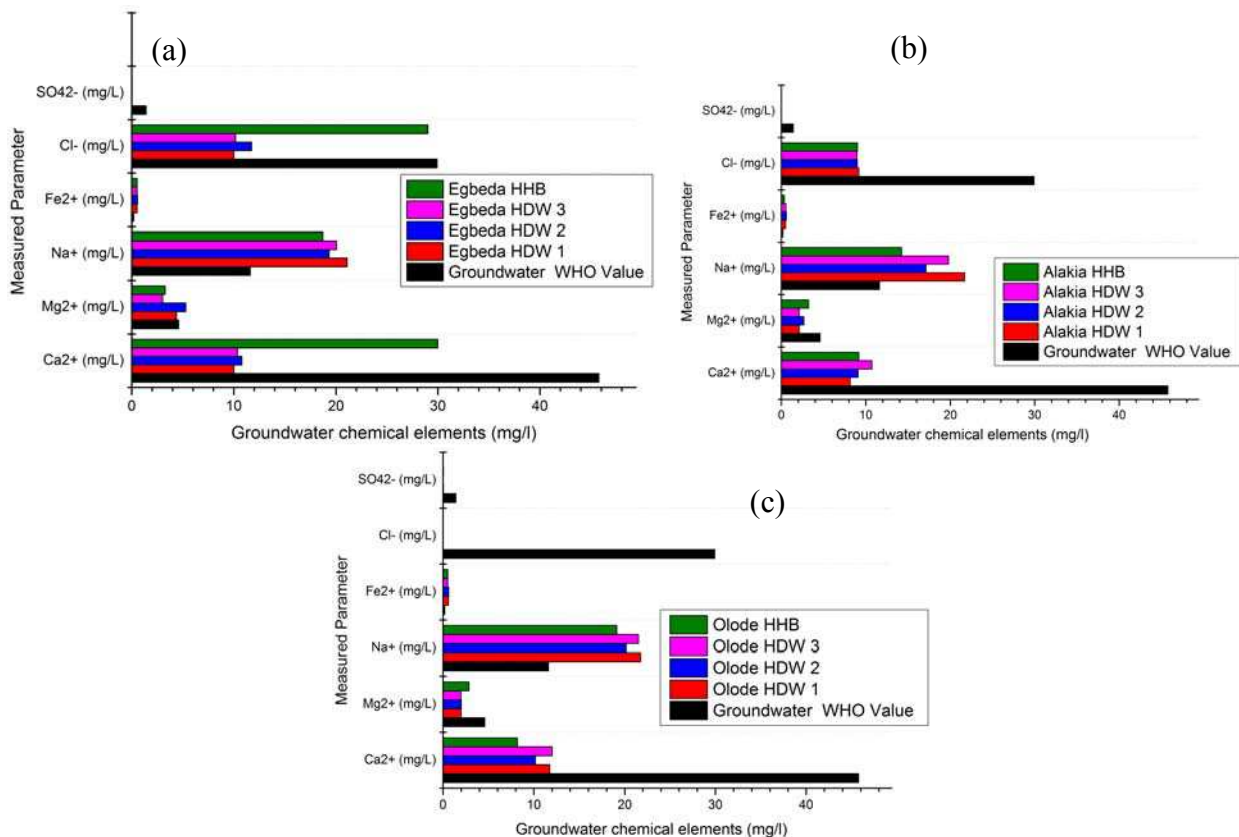 (a)
Measured Parameter
SO42- (mg/L)
Cl- (mg/L)
Fe2+ (mg/L)
Na+ (mg/L)
Mg2+ (mg/L)
Ca2+ (mg/L)
Egbeda HHB
Egbeda HDW 3
Egbeda HDW 2
Egbeda HDW 1
Groundwater WHO Value
0 10 20 30 40
Groundwater chemical elements (mg/l)
(b)
Measured Parameter
SO42- (mg/L)
Cl- (mg/L)
Fe2+ (mg/L)
Na+ (mg/L)
Mg2+ (mg/L)
Ca2+ (mg/L)
Alakia HHB
Alakia HDW 3
Alakia HDW 2
Alakia HDW 1
Groundwater WHO Value
0 10 20 30 40
Groundwater chemical elements (mg/l)
(c)
Measured Parameter
SO42- (mg/L)
Cl- (mg/L)
Fe2+ (mg/L)
Na+ (mg/L)
Mg2+ (mg/L)
Ca2+ (mg/L)
Olode HHB
Olode HDW 3
Olode HDW 2
Olode HDW 1
Groundwater WHO Value
0 10 20 30 40
Groundwater chemical elements (mg/l)